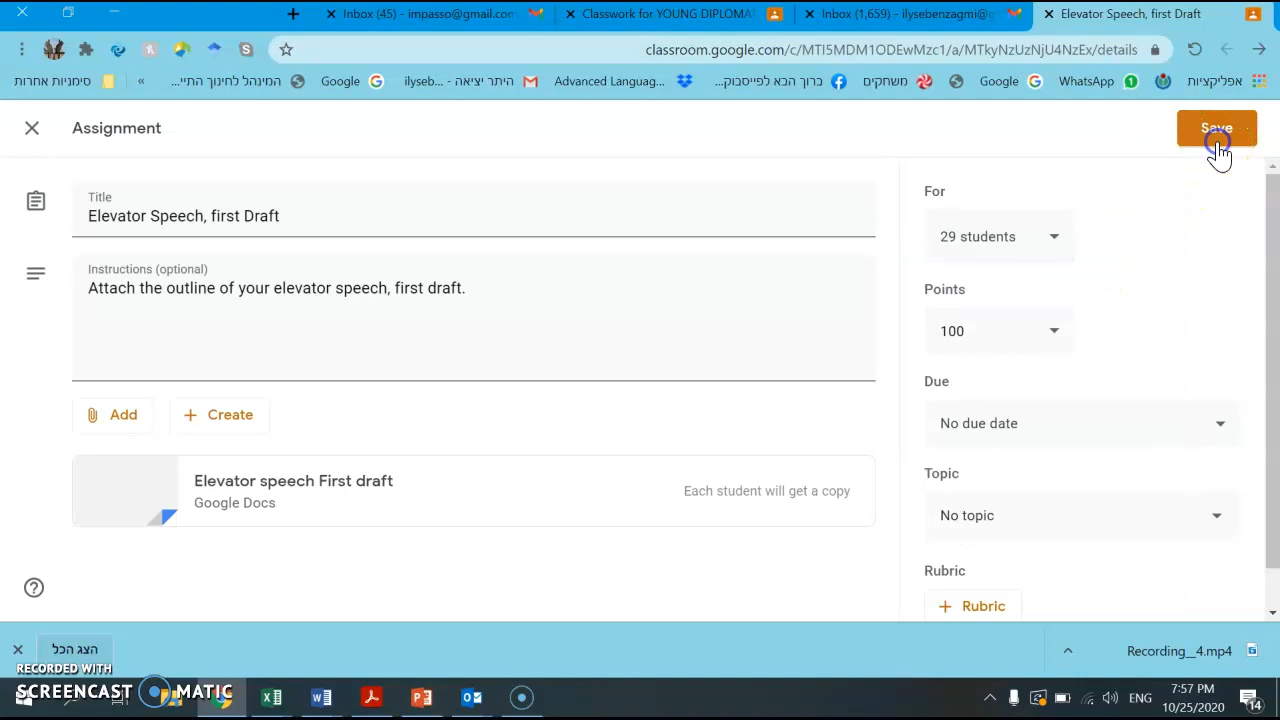 Inbox (45) - impasso@gmail.com
Classwork for YOUNG DIPLOMA
Inbox (1,659) - ilysebenzagmi@g
Elevator Speech, first Draft
classroom.google.com/c/MTI5MDM1ODEwMzc1/a/MTkyNzUzNjU4NzEx/details
סימניות אחרות
«
המינהל לחינוך התיי...
Google
היתר יציאה - ilyseb...
Advanced Languag...
ברוך הבא לפייסבוק...
משחקים
Google
WhatsApp
אפליקציות
Assignment
Save
Title
Elevator Speech, first Draft
Instructions (optional)
Attach the outline of your elevator speech, first draft.
Add
Create
Elevator speech First draft
Google Docs
Each student will get a copy
For
29 students
Points
100
Due
No due date
Topic
No topic
Rubric
Rubric
הצג הכל
Recording_4.mp4
RECORDED WITH
SCREENCAST MATIC
ENG
7:57 PM
10/25/2020
14